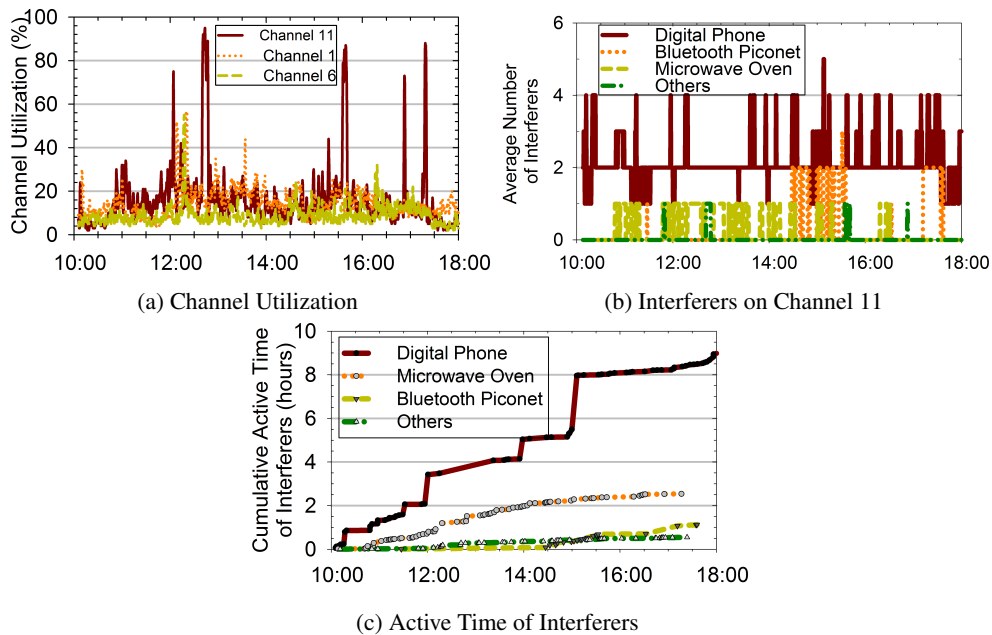 Channel Utilization (%)
100
80
60
40
20
0
Channel 11
Channel 1
Channel 6
10:00 12:00 14:00 16:00 18:00
(a) Channel Utilization
Average Number
of Interferers
6
4
2
0
Digital Phone
Bluetooth Piconet
Microwave Oven
Others
10:00 12:00 14:00 16:00 18:00
(b) Interferers on Channel 11
Cumulative Active Time
of Interferers (hours)
10
8
6
4
2
0
Digital Phone
Microwave Oven
Bluetooth Piconet
Others
10:00 12:00 14:00 16:00 18:00
(c) Active Time of Interferers